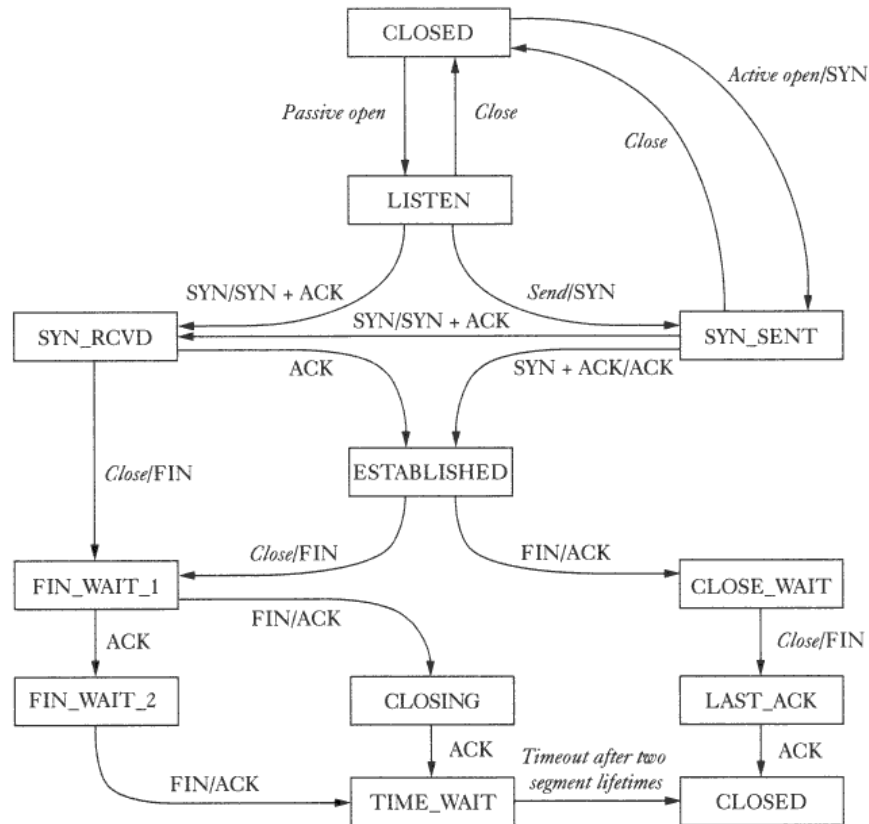 CLOSED
Active open/SYN
Passive open
Close
Close
LISTEN
SYN/SYN + ACK
Send/SYN
SYN/SYN + ACK
SYN_RCVD
SYN_SENT
ACK
SYN + ACK/ACK
Close/FIN
ESTABLISHED
Close/FIN
FIN/ACK
FIN_WAIT_1
CLOSE_WAIT
FIN/ACK
ACK
Close/FIN
FIN_WAIT_2
CLOSING
LAST_ACK
ACK
Timeout after two
segment lifetimes
ACK
FIN/ACK
TIME_WAIT
CLOSED